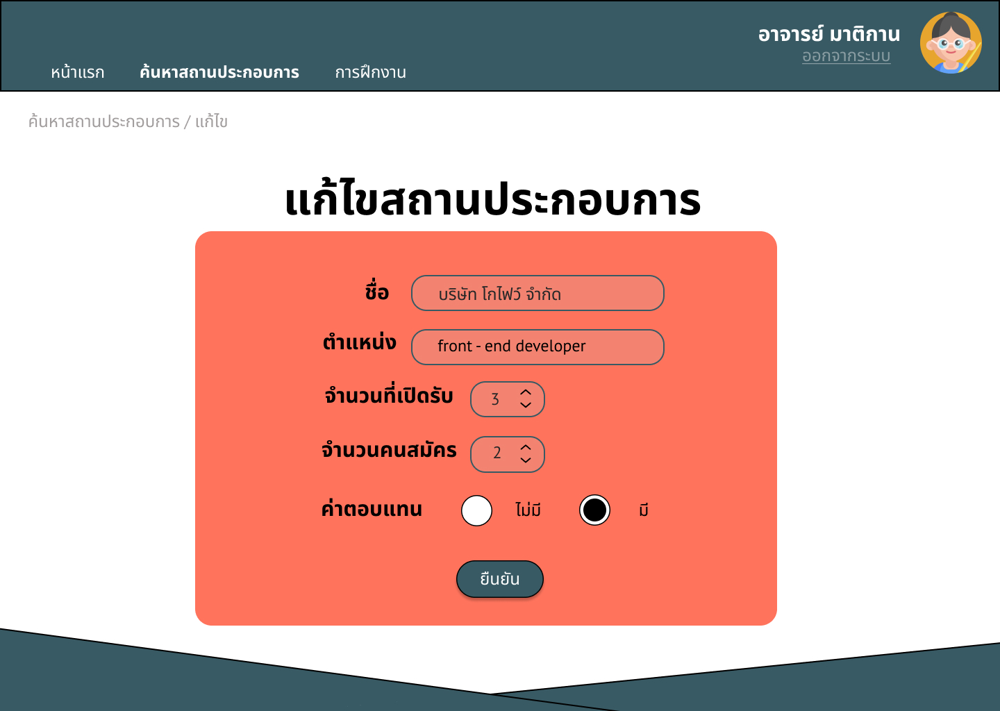 อาจารย์ มาติกาน
ออกจากระบบ
หน้าแรก ค้นหาสถานประกอบการ การฝึกงาน
ค้นหาสถานประกอบการ / แก้ไข
แก้ไขสถานประกอบการ
ชื่อ บริษัท โกไฟว์ จำกัด
ตำแหน่ง front - end developer
จำนวนที่เปิดรับ 3
จำนวนคนสมัคร 2
ค่าตอบแทน ไม่มี มี
ยืนยัน